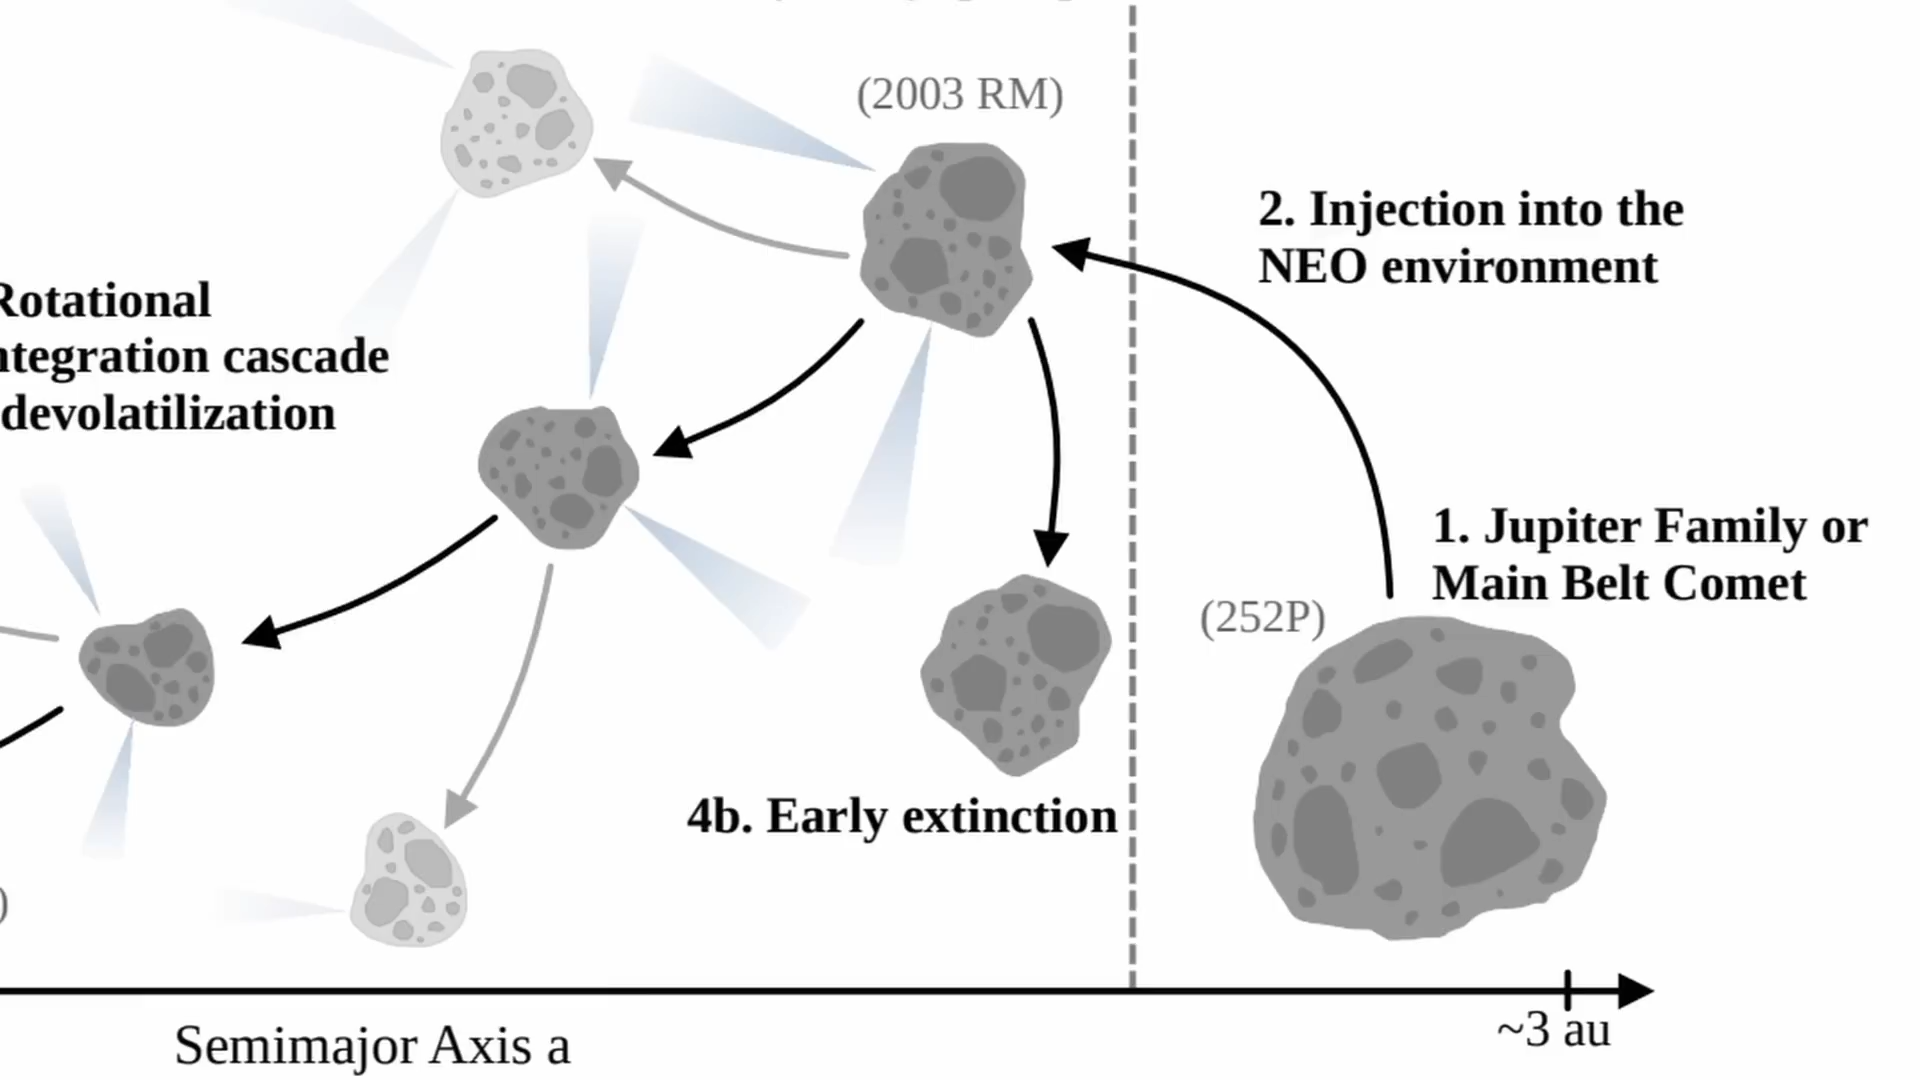 (2003 RM)
2. Injection into the
NEO environment
Rotational
ntegration cascade
devolatilization
1. Jupiter Family or
Main Belt Comet
(252P)
4b. Early extinction
)
~3 au
Semimajor Axis a